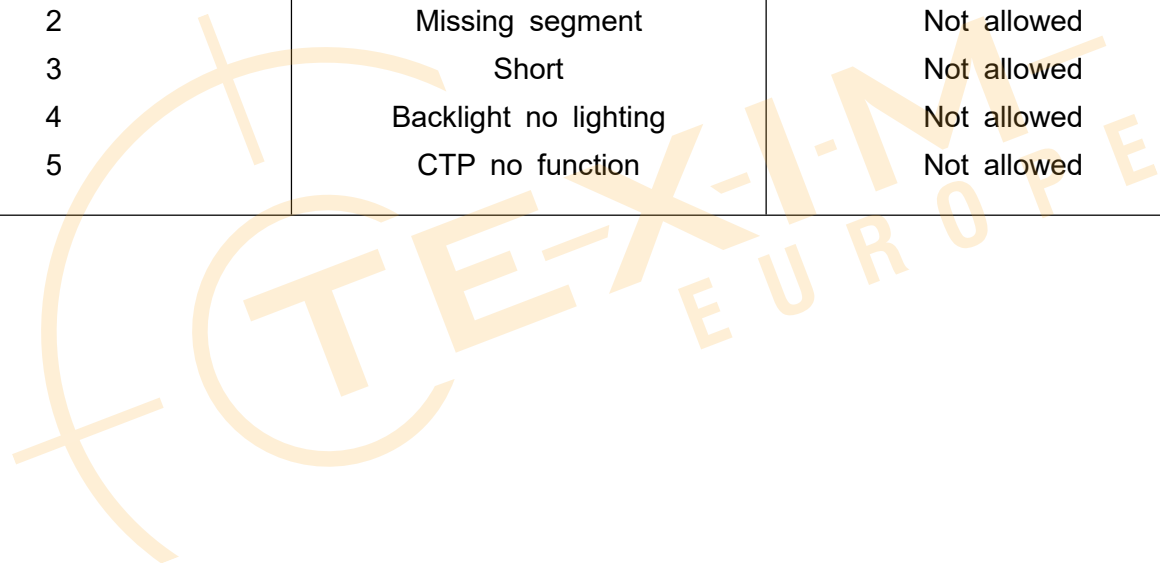 2 Missing segment Not allowed
3 Short Not allowed
4 Backlight no lighting Not allowed
5 CTP no function Not allowed
TEXIM
EUROPE